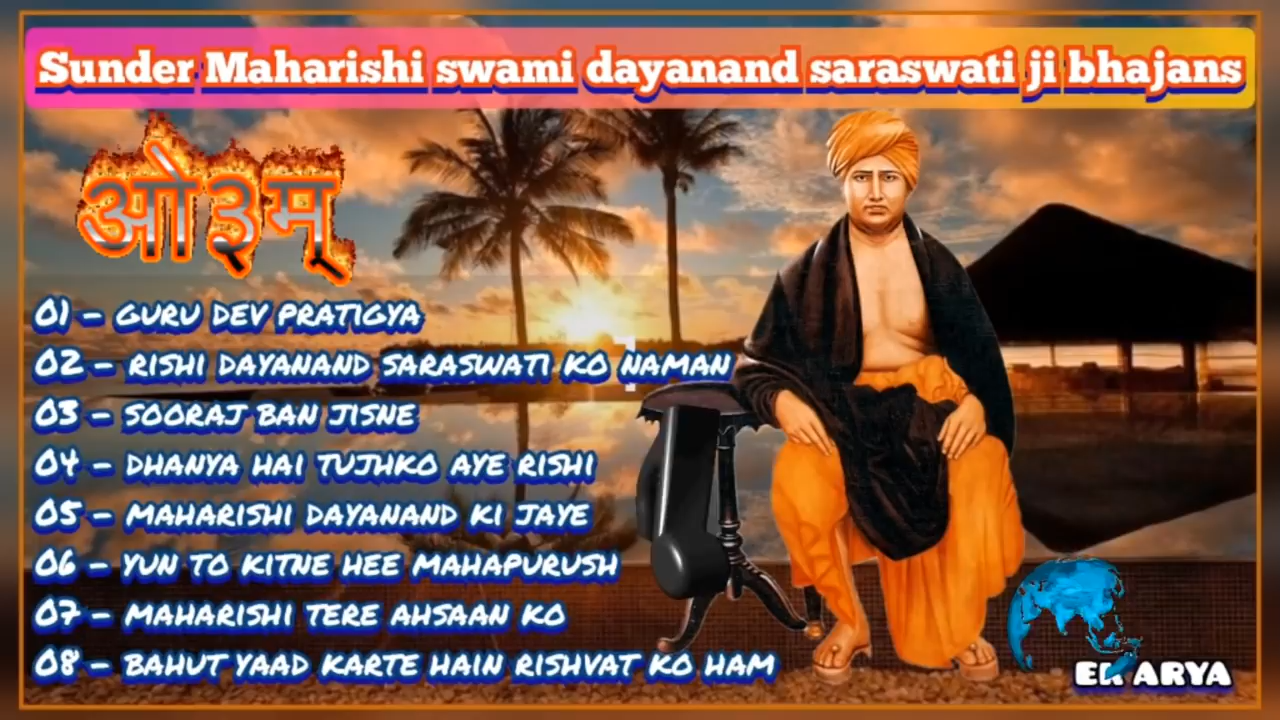 Sunder Maharishi swami dayanand saraswati ji bhajans
ओ३म्
01 - GURU DEV PRATIGYA
02 - RISHI DAYANAND SARASWATI KO NAMAN
03 - SOORAJ BAN JISNE
04 - DHANYA HAI TUJHKO AYE RISHI
05 - MAHARISHI DAYANAND KI JAYE
06 - YUN TO KITNE HEE MAHAPURUSH
07 - MAHARISHI TERE AHSAAN KO
08 - BAHUT YAAD KARTE HAIN RISHVAT KO HAM
ARYA